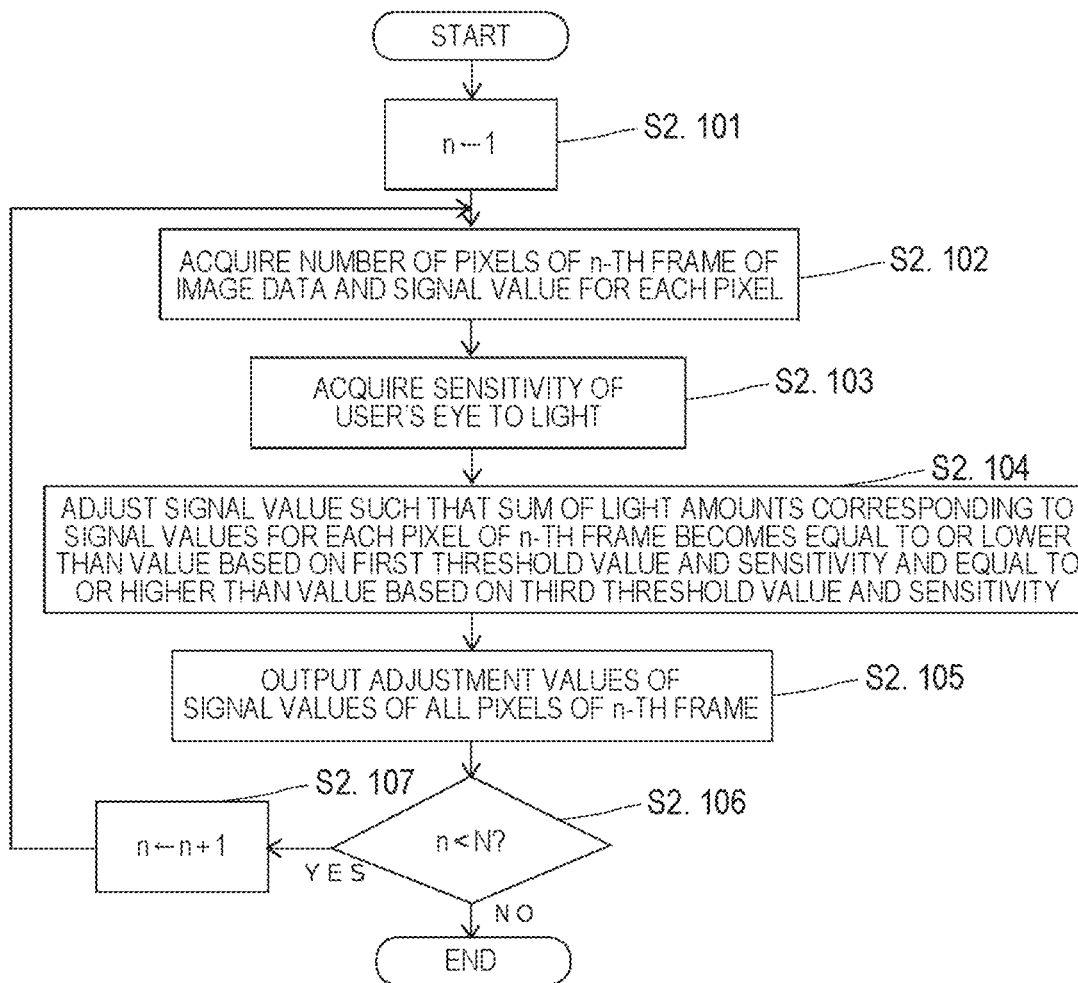 START
n←1
S2. 101
ACQUIRE NUMBER OF PIXELS OF n-TH FRAME OF
IMAGE DATA AND SIGNAL VALUE FOR EACH PIXEL
S2. 102
ACQUIRE SENSITIVITY OF
USER'S EYE TO LIGHT
S2. 103
S2. 104
ADJUST SIGNAL VALUE SUCH THAT SUM OF LIGHT AMOUNTS CORRESPONDING TO
SIGNAL VALUES FOR EACH PIXEL OF n-TH FRAME BECOMES EQUAL TO OR LOWER
THAN VALUE BASED ON FIRST THRESHOLD VALUE AND SENSITIVITY AND EQUAL TO
OR HIGHER THAN VALUE BASED ON THIRD THRESHOLD VALUE AND SENSITIVITY
OUTPUT ADJUSTMENT VALUES OF
SIGNAL VALUES OF ALL PIXELS OF n-TH FRAME
S2. 105
S2. 107
S2. 106
n←n+1
n<N?
YES
NO
END